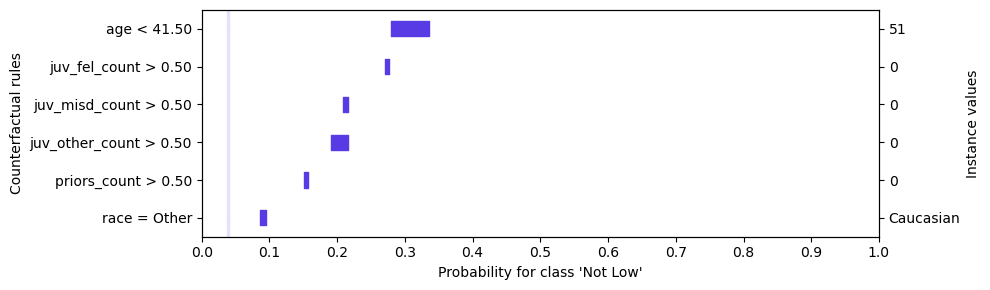 Counterfactual rules
age < 41.50
juv_fel_count > 0.50
juv_misd_count > 0.50
juv_other_count > 0.50
priors_count > 0.50
race = Other
51
0
0
0
0
Caucasian
Instance values
0.0 0.1 0.2 0.3 0.4 0.5 0.6 0.7 0.8 0.9 1.0
Probability for class 'Not Low'